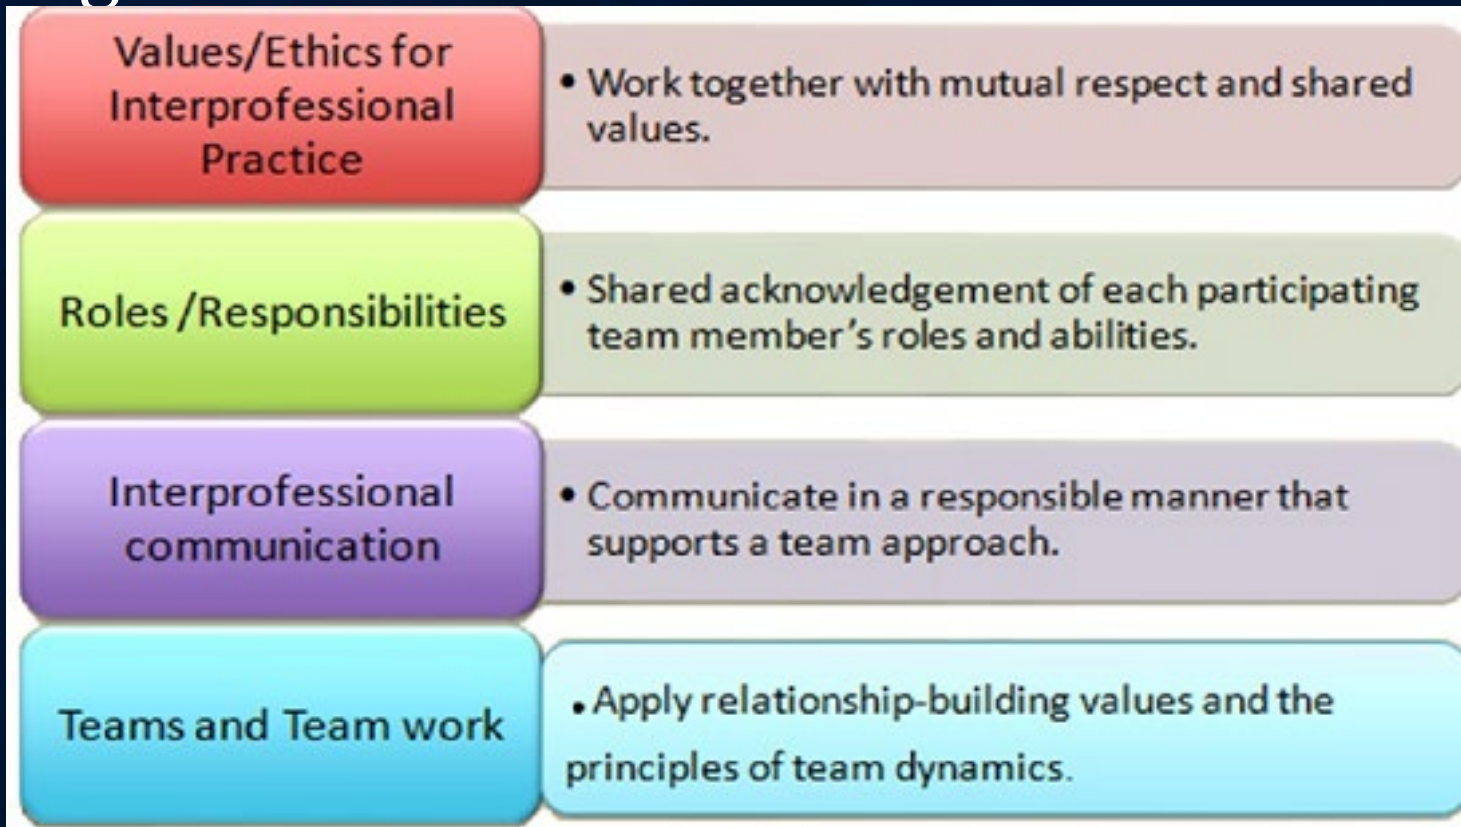 Values/Ethics for
Interprofessional
Practice
• Work together with mutual respect and shared
values.
Roles /Responsibilities
• Shared acknowledgement of each participating
team member's roles and abilities.
Interprofessional
communication
• Communicate in a responsible manner that
supports a team approach.
Teams and Team work
• Apply relationship-building values and the
principles of team dynamics.